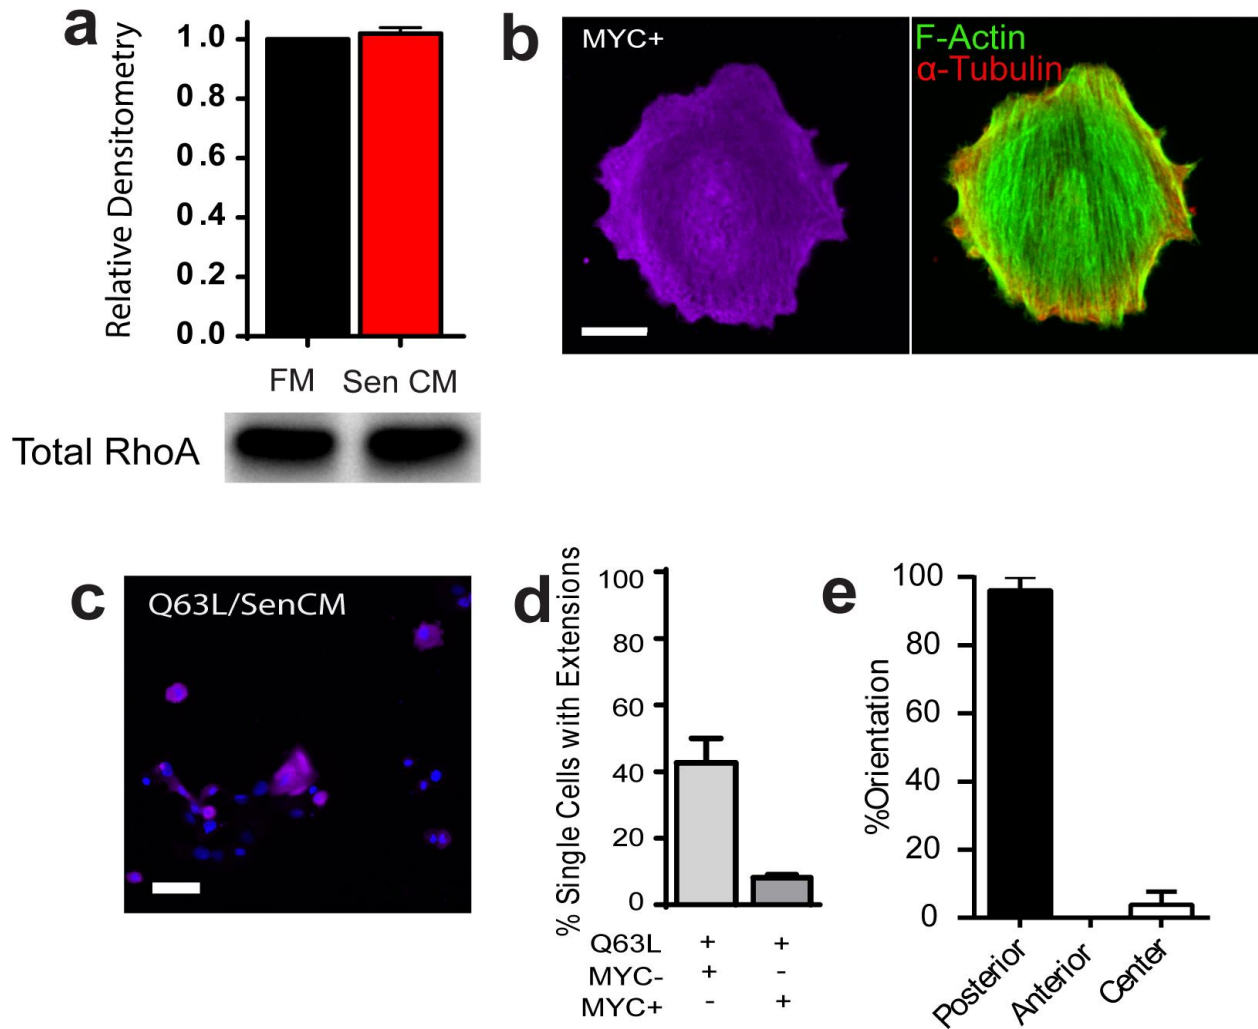 a
Relative Densitometry
1.0
0.8
0.6
0.4
0.2
0.0
FM Sen CM
Total RhoA
b
MYC+
F-Actin
α-Tubulin
c
Q63L/SenCM
d
% Single Cells with Extensions
100
80
60
40
20
0
Q63L + +
MYC- + -
MYC+ - +
e
%Orientation
100
80
60
40
20
0
Posterior
Anterior
Center